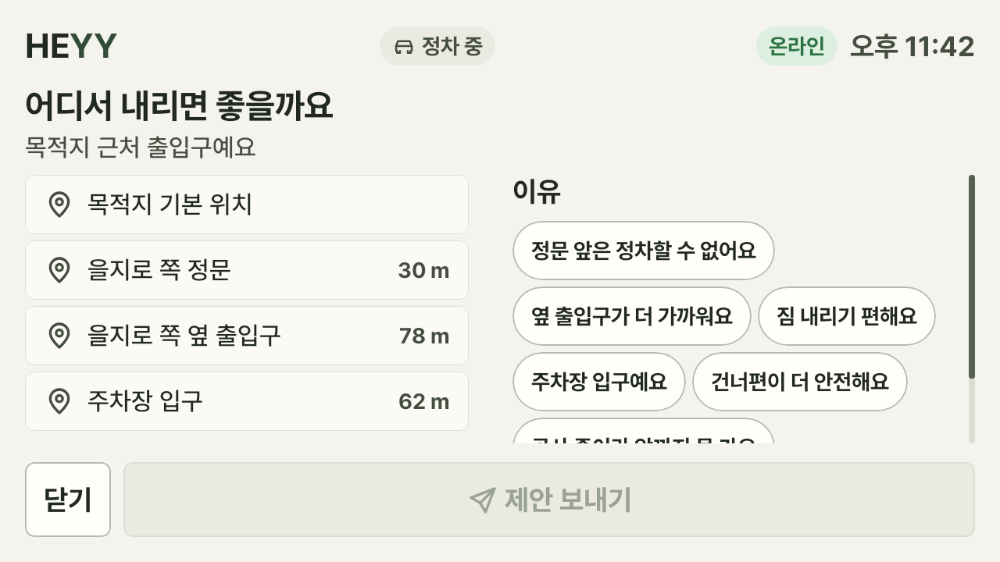 HEYY
정차 중
온라인
오후 11:42
어디서 내리면 좋을까요
목적지 근처 출입구예요
목적지 기본 위치
을지로 쪽 정문 30 m
을지로 쪽 옆 출입구 78 m
주차장 입구 62 m
이유
정문 앞은 정차할 수 없어요
옆 출입구가 더 가까워요
짐 내리기 편해요
주차장 입구예요
건너편이 더 안전해요
닫기
제안 보내기